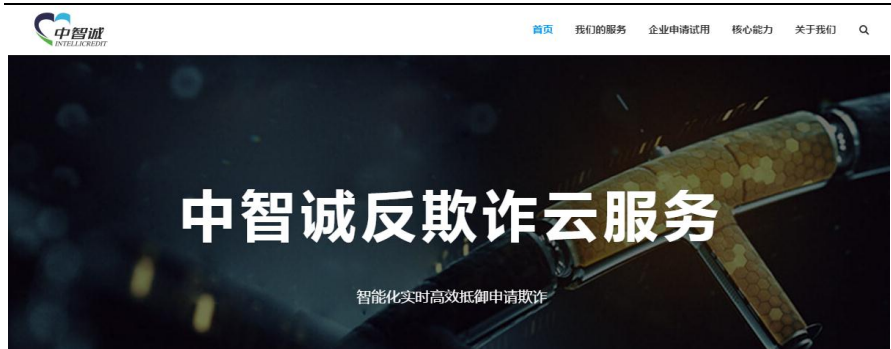 中智诚
INTELLICREDIT
首页 我们的服务 企业申请试用 核心能力 关于我们
中智诚反欺诈云服务
智能化实时高效抵御申请欺诈